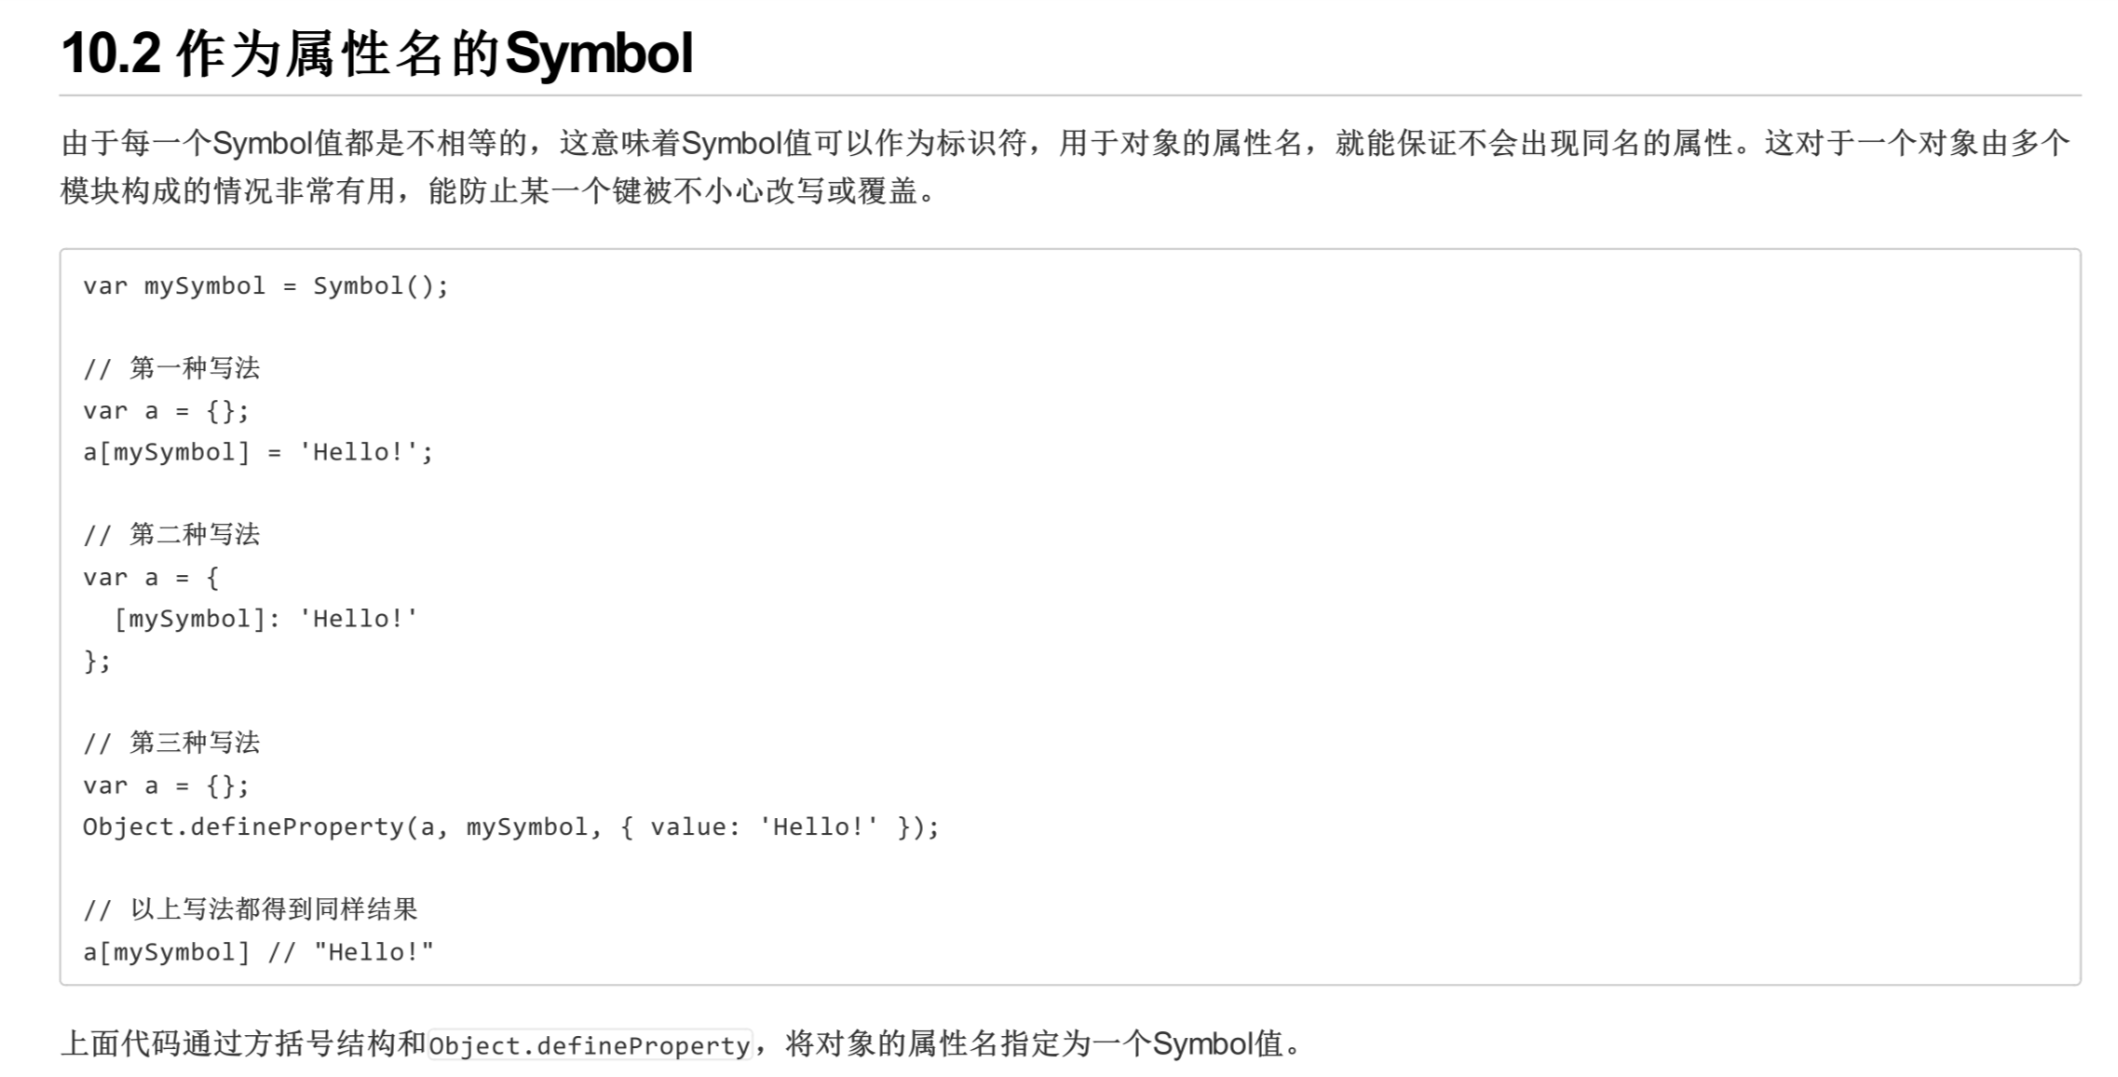 10.2 作为属性名的Symbol
由于每一个Symbol值都是不相等的，这意味着Symbol值可以作为标识符，用于对象的属性名，就能保证不会出现同名的属性。这对于一个对象由多个
模块构成的情况非常有用，能防止某一个键被不小心改写或覆盖。
var mySymbol = Symbol();
// 第一种写法
var a = {};
a[mySymbol] = 'Hello!';
// 第二种写法
var a = {
  [mySymbol]: 'Hello!'
};
// 第三种写法
var a = {};
Object.defineProperty(a, mySymbol, { value: 'Hello!' });
// 以上写法都得到同样结果
a[mySymbol] // "Hello!"
上面代码通过方括号结构和Object.defineProperty，将对象的属性名指定为一个Symbol值。